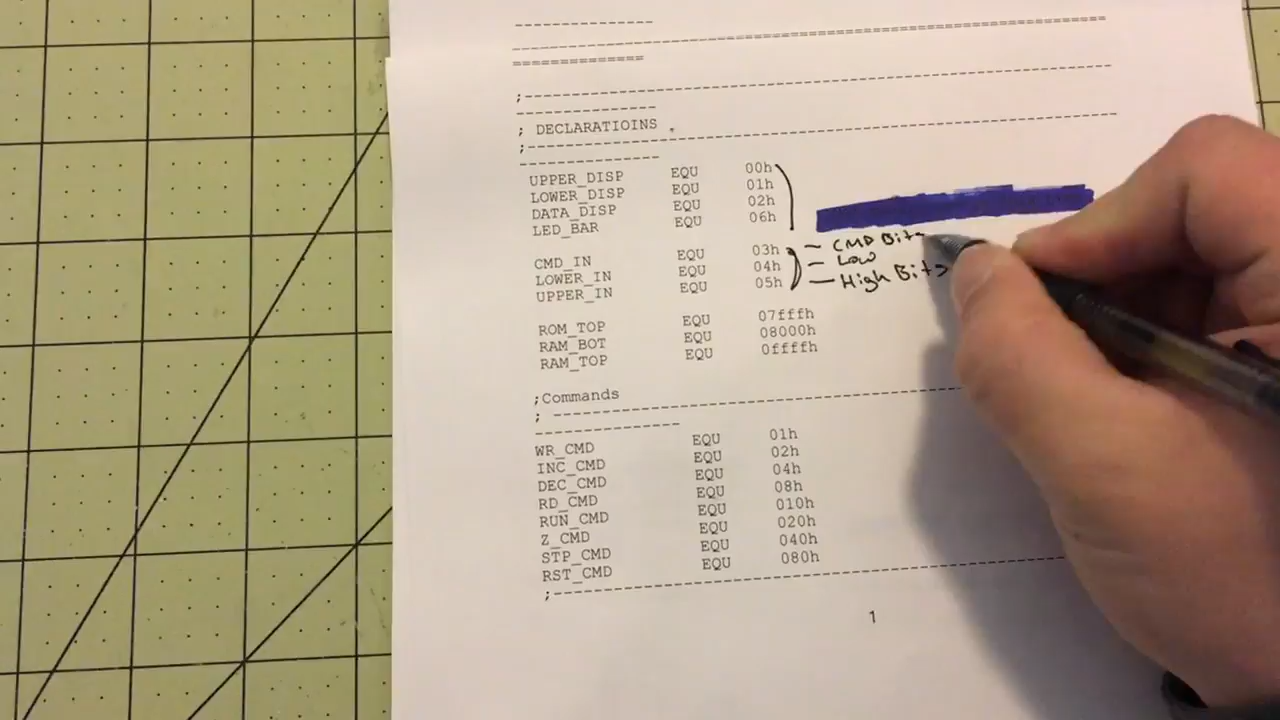 ---------------
==============================================================================
==============
;-----------------------------------------------------------------------------
---------------
; DECLARATIOINS .
;-----------------------------------------------------------------------------
---------------
UPPER_DISP EQU 00h
LOWER_DISP EQU 01h
DATA_DISP EQU 02h
LED_BAR EQU 06h
CMD_IN EQU 03h – CMD Bits
LOWER_IN EQU 04h – Low
UPPER_IN EQU 05h – High Bits
ROM_TOP EQU 07fffh
RAM_BOT EQU 08000h
RAM_TOP EQU 0ffffh
;Commands
; ----------------------------------------
----------------
WR_CMD EQU 01h
INC_CMD EQU 02h
DEC_CMD EQU 04h
RD_CMD EQU 08h
RUN_CMD EQU 010h
Z_CMD EQU 020h
STP_CMD EQU 040h
RST_CMD EQU 080h
;-----------------------------------------------------
1